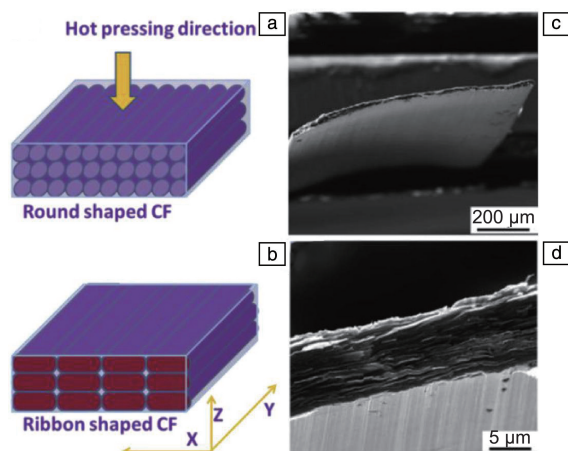 Hot pressing direction
a
Round shaped CF
c
200 µm
b
Z
Y
X
Ribbon shaped CF
d
5 µm